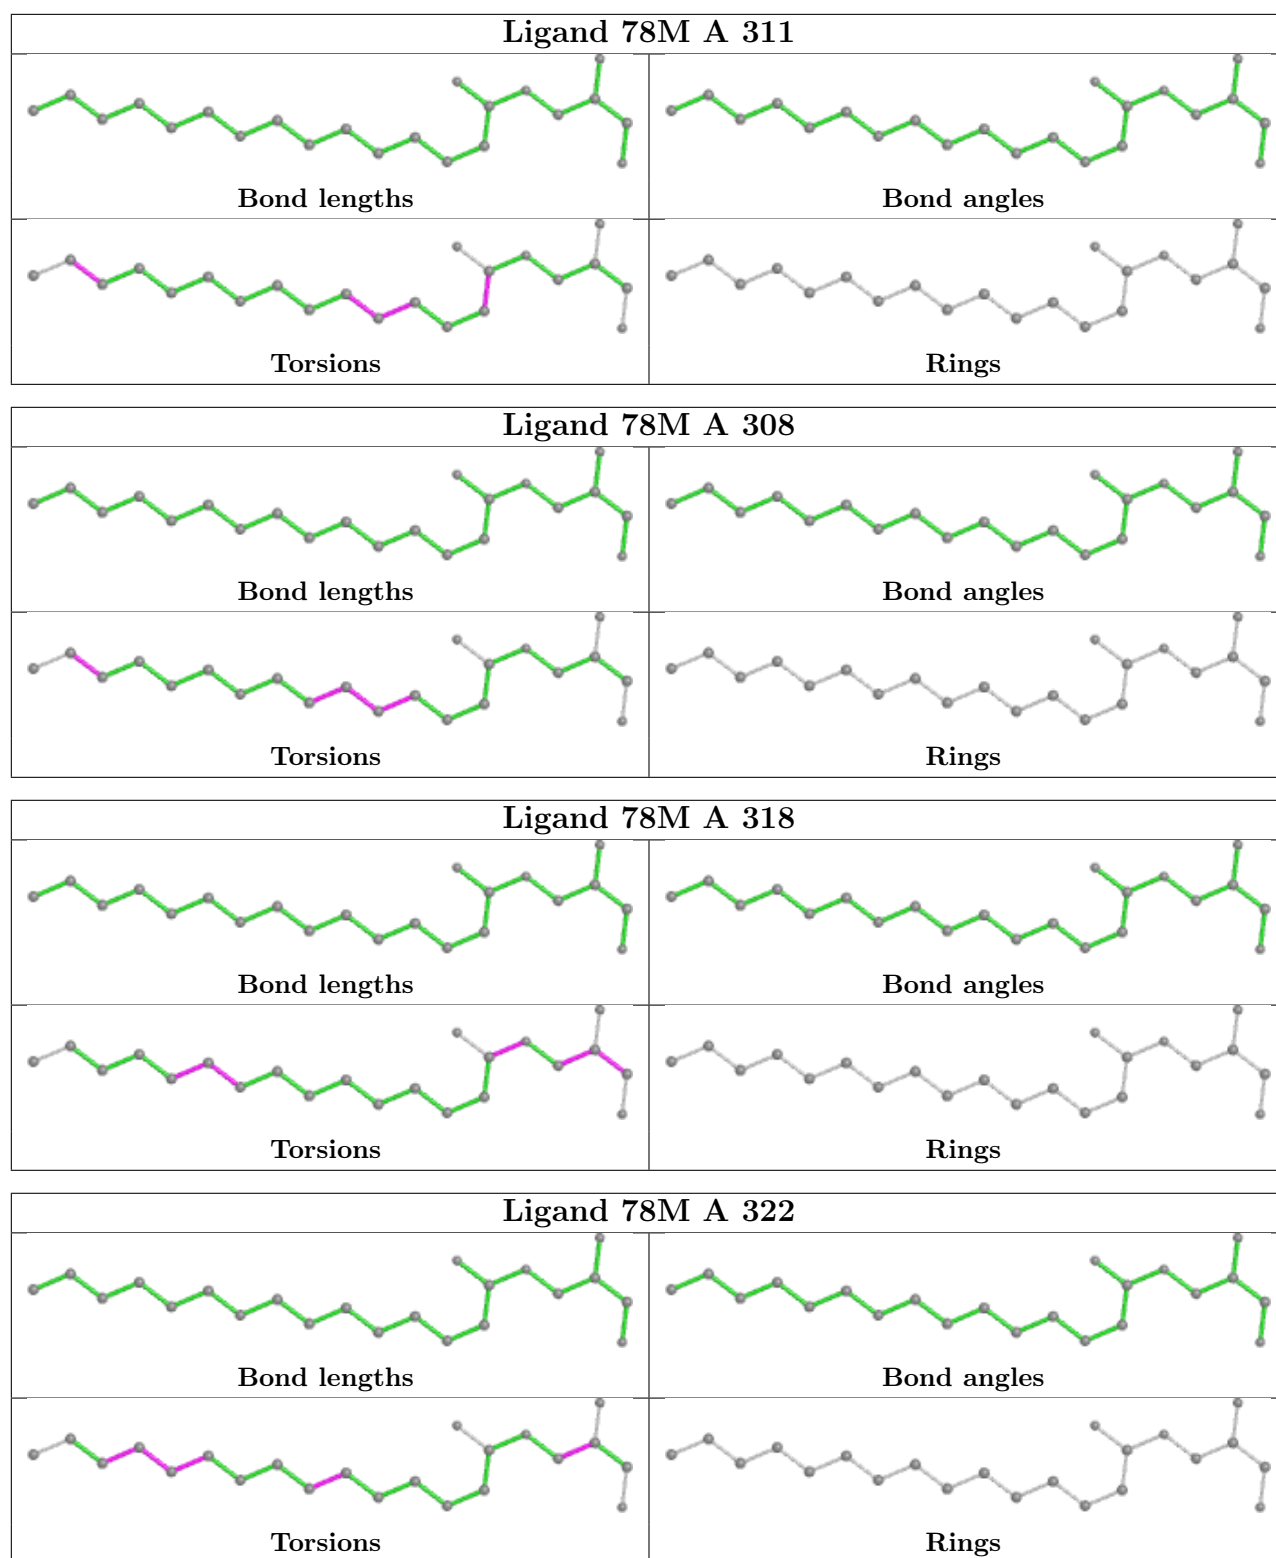 Ligand 78M A 311
Bond lengths Bond angles
Torsions Rings
Ligand 78M A 308
Bond lengths Bond angles
Torsions Rings
Ligand 78M A 318
Bond lengths Bond angles
Torsions Rings
Ligand 78M A 322
Bond lengths Bond angles
Torsions Rings